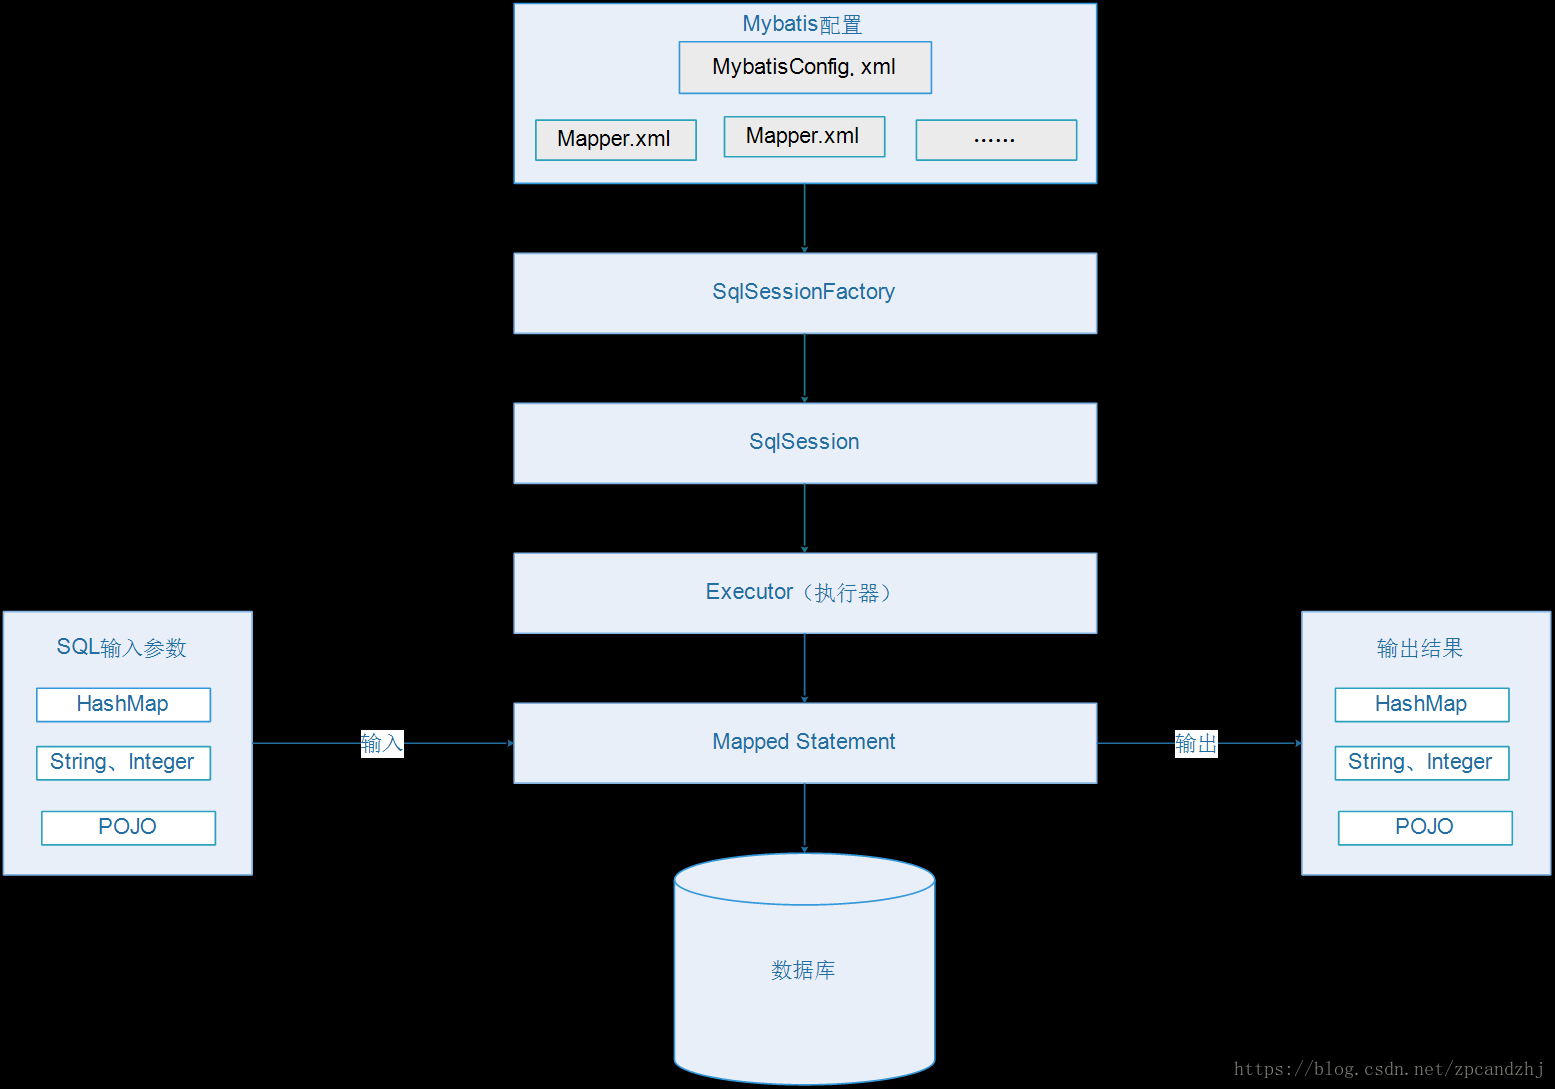 Mybatis配置
MybatisConfig.xml
Mapper.xml
Mapper.xml
······
SqlSessionFactory
SqlSession
Executor（执行器）
SQL输入参数
HashMap
String、Integer
POJO
输入
Mapped Statement
输出
输出结果
HashMap
String、Integer
POJO
数据库
https://blog.csdn.net/zpcandzhj